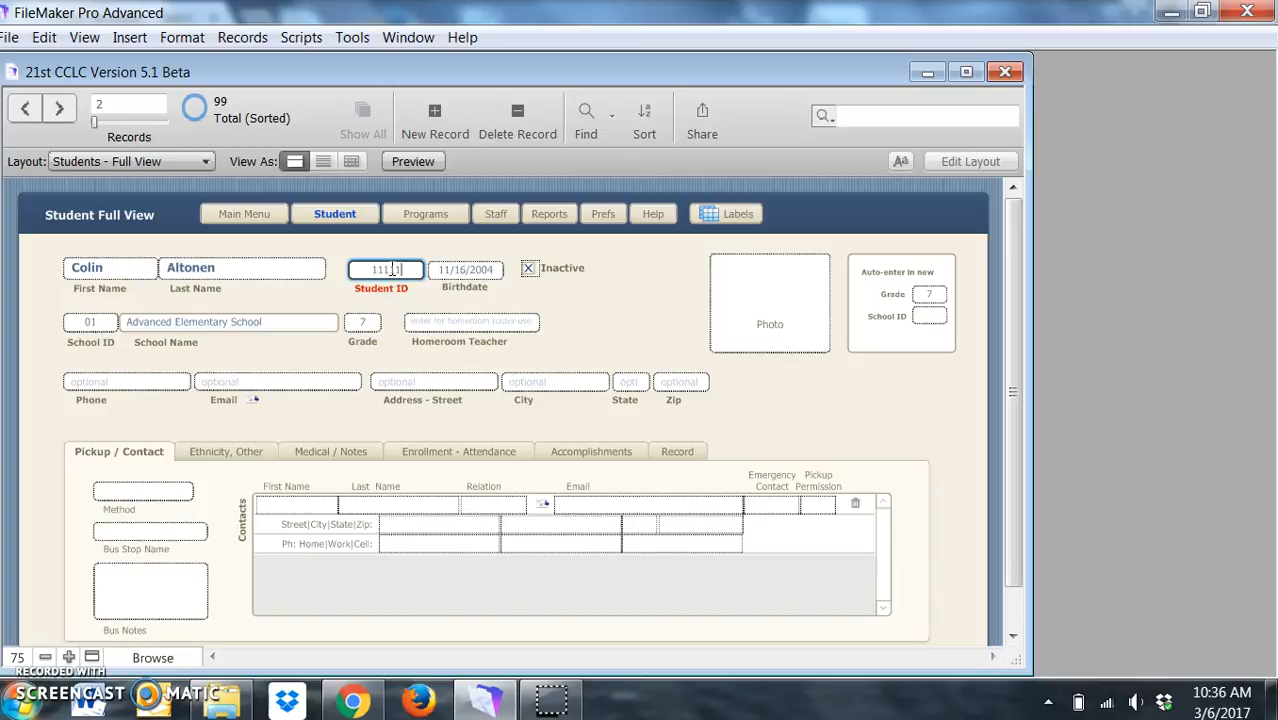 FileMaker Pro Advanced
File Edit View Insert Format Records Scripts Tools Window Help
21st CCLC Version 5.1 Beta
2
99
Total (Sorted)
Records
Show All
New Record
Delete Record
Find
Sort
Share
Layout: Students - Full View
View As:
Preview
Aa
Edit Layout
Student Full View
Main Menu
Student
Programs
Staff
Reports
Prefs
Help
Labels
Colin
Altonen
11/16/2004
X
Inactive
First Name
Last Name
Student ID
Birthdate
Photo
Auto-enter in new
Grade 7
School ID
01
Advanced Elementary School
7
enter for homeroom roster use
School ID
School Name
Grade
Homeroom Teacher
optional
optional
optional
optional
opti
optional
Phone
Email
Address - Street
City
State
Zip
Pickup / Contact
Ethnicity, Other
Medical / Notes
Enrollment - Attendance
Accomplishments
Record
Method
Bus Stop Name
Bus Notes
Contacts
First Name
Last Name
Relation
Email
Emergency Contact
Pickup Permission
Street|City|State|Zip:
Ph: Home|Work|Cell:
75
Browse
RECORDED WITH
SCREENCAST MATIC
W
10:36 AM
3/6/2017